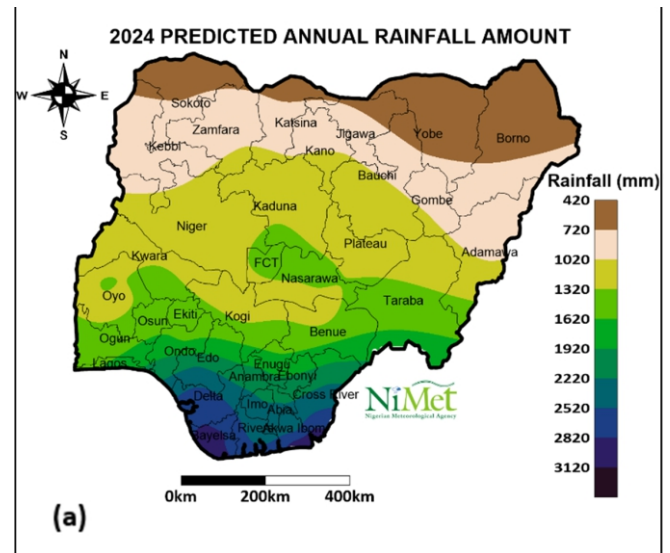 2024 PREDICTED ANNUAL RAINFALL AMOUNT
N
W E
S
Sokoto
Zamfara
Katsina
Jigawa
Yobe
Borno
Kebbi
Kano
Bauchi
Gombe
Kaduna
Niger
Plateau
Adamawa
FCT
Nasarawa
Kwara
Oyo
Taraba
Osun
Ekiti
Kogi
Benue
Ogun
Lagos
Ondo
Edo
Enugu
Anambra
Ebonyi
Delta
Imo
Abia
Cross River
Bayelsa
Rivers
Akwa Ibom
Rainfall (mm)
420
720
1020
1320
1620
1920
2220
2520
2820
3120
NiMet
Nigerian Meteorological Agency
0km 200km 400km
(a)